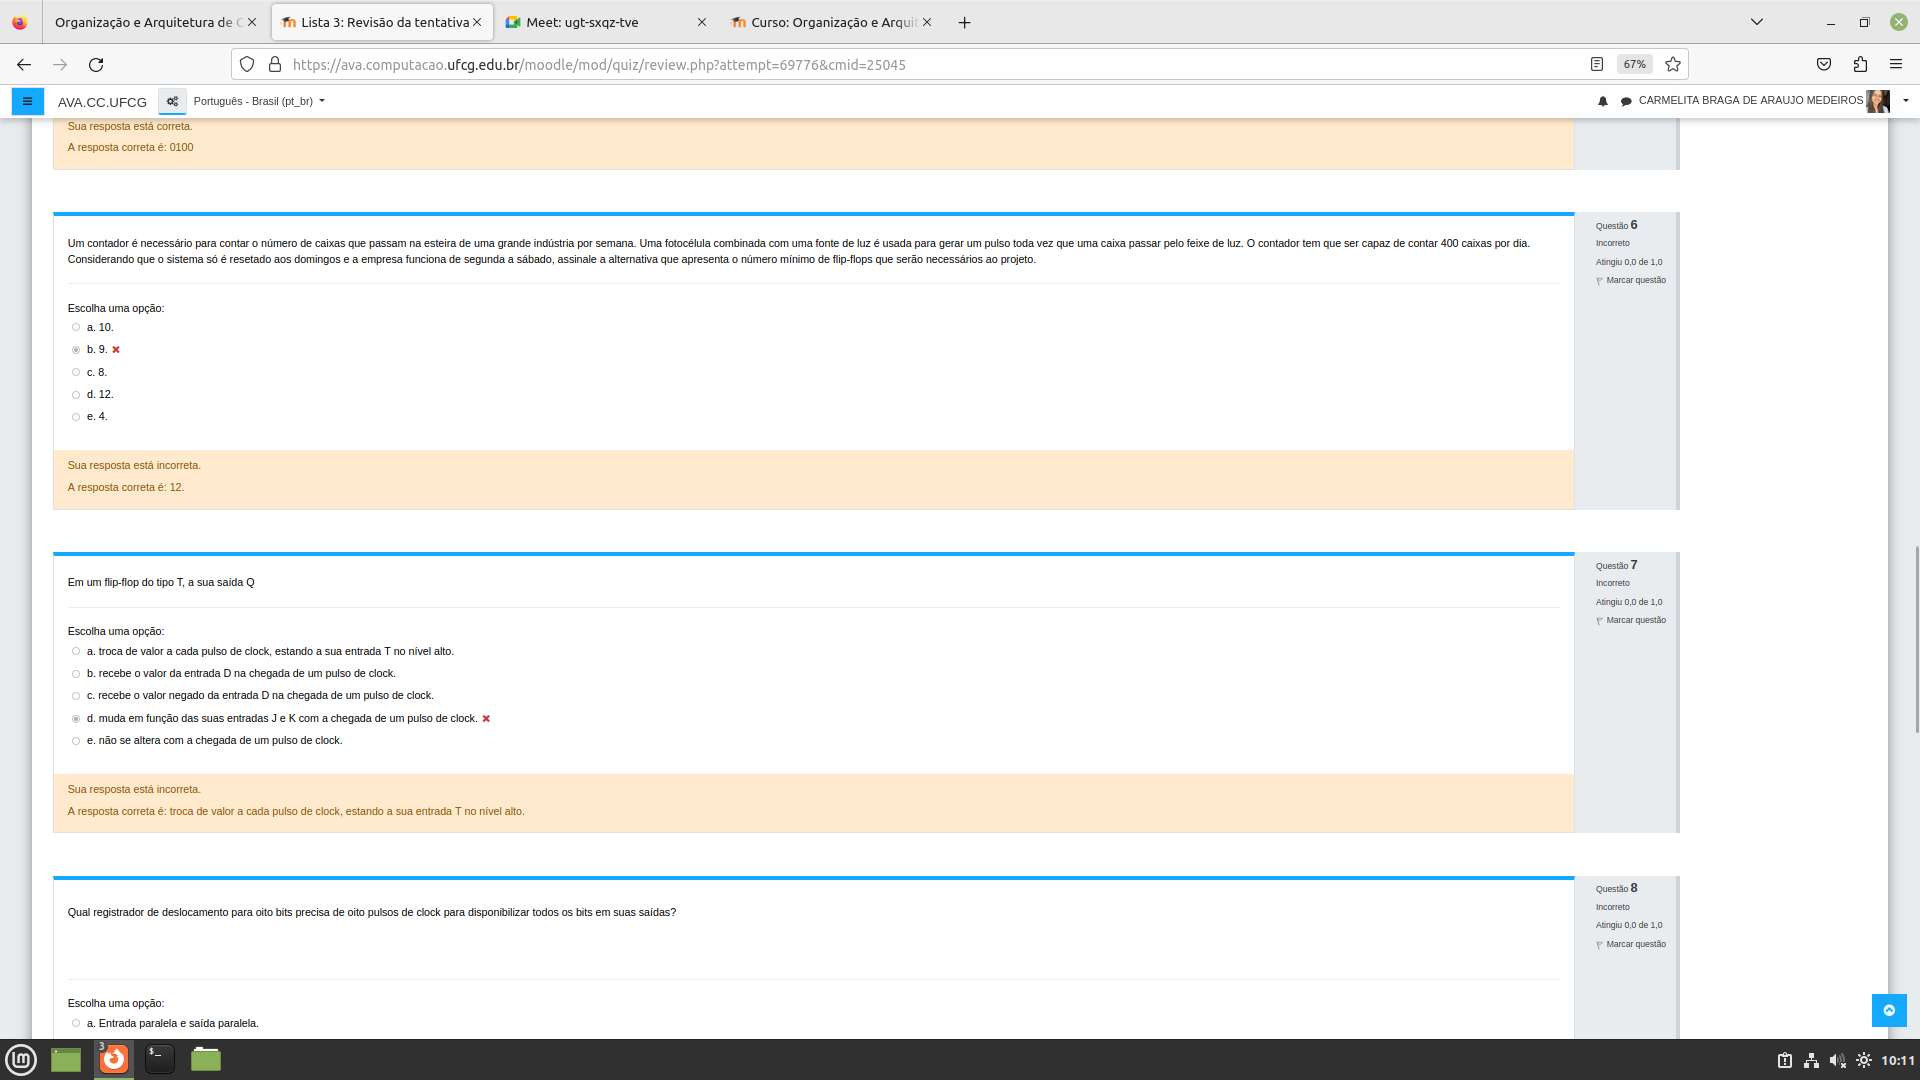 Organização e Arquitetura de C
Lista 3: Revisão da tentativa
Meet: ugt-sxqz-tve
Curso: Organização e Arquit
https://ava.computacao.ufcg.edu.br/moodle/mod/quiz/review.php?attempt=69776&cmid=25045
67%
AVA.CC.UFCG
Português - Brasil (pt_br)
CARMELITA BRAGA DE ARAUJO MEDEIROS
Sua resposta está correta.
A resposta correta é: 0100
Um contador é necessário para contar o número de caixas que passam na esteira de uma grande indústria por semana. Uma fotocélula combinada com uma fonte de luz é usada para gerar um pulso toda vez que uma caixa passar pelo feixe de luz. O contador tem que ser capaz de contar 400 caixas por dia.
Considerando que o sistema só é resetado aos domingos e a empresa funciona de segunda a sábado, assinale a alternativa que apresenta o número mínimo de flip-flops que serão necessários ao projeto.
Escolha uma opção:
a. 10.
b. 9.
c. 8.
d. 12.
e. 4.
Sua resposta está incorreta.
A resposta correta é: 12.
Questão 6
Incorreto
Atingiu 0,0 de 1,0
Marcar questão
Em um flip-flop do tipo T, a sua saída Q
Escolha uma opção:
a. troca de valor a cada pulso de clock, estando a sua entrada T no nível alto.
b. recebe o valor da entrada D na chegada de um pulso de clock.
c. recebe o valor negado da entrada D na chegada de um pulso de clock.
d. muda em função das suas entradas J e K com a chegada de um pulso de clock.
e. não se altera com a chegada de um pulso de clock.
Sua resposta está incorreta.
A resposta correta é: troca de valor a cada pulso de clock, estando a sua entrada T no nível alto.
Questão 7
Incorreto
Atingiu 0,0 de 1,0
Marcar questão
Qual registrador de deslocamento para oito bits precisa de oito pulsos de clock para disponibilizar todos os bits em suas saídas?
Escolha uma opção:
a. Entrada paralela e saída paralela.
Questão 8
Incorreto
Atingiu 0,0 de 1,0
Marcar questão
3
$_
10:11